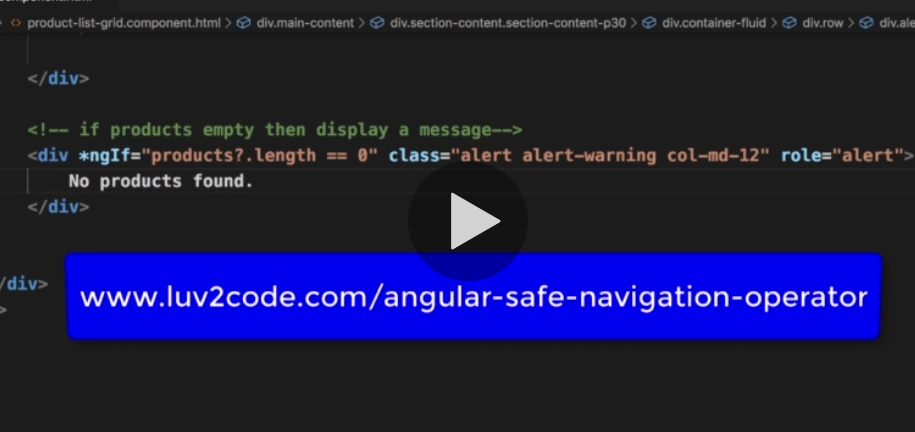 product-list-grid.component.html > div.main-content > div.section-content.section-content-p30 > div.container-fluid > div.row > div.ale
</div>
<!-- if products empty then display a message-->
<div *ngIf="products?.length == 0" class="alert alert-warning col-md-12" role="alert">
No products found.
</div>
/div>
>
www.luv2code.com/angular-safe-navigation-operator